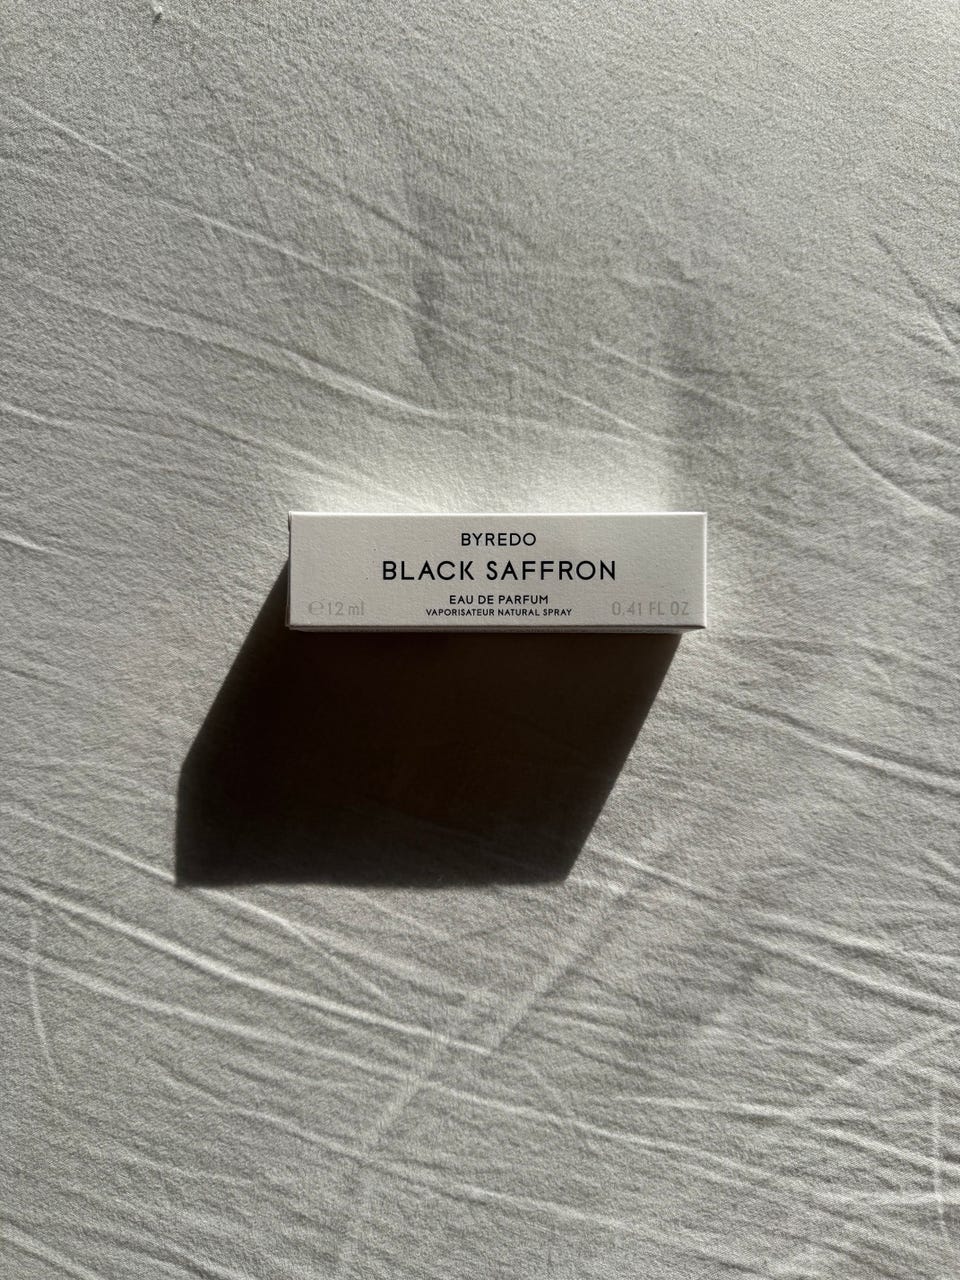 BYREDO
BLACK SAFFRON
EAU DE PARFUM
VAPORISATEUR NATURAL SPRAY
℮12 ml
0,41 FL OZ